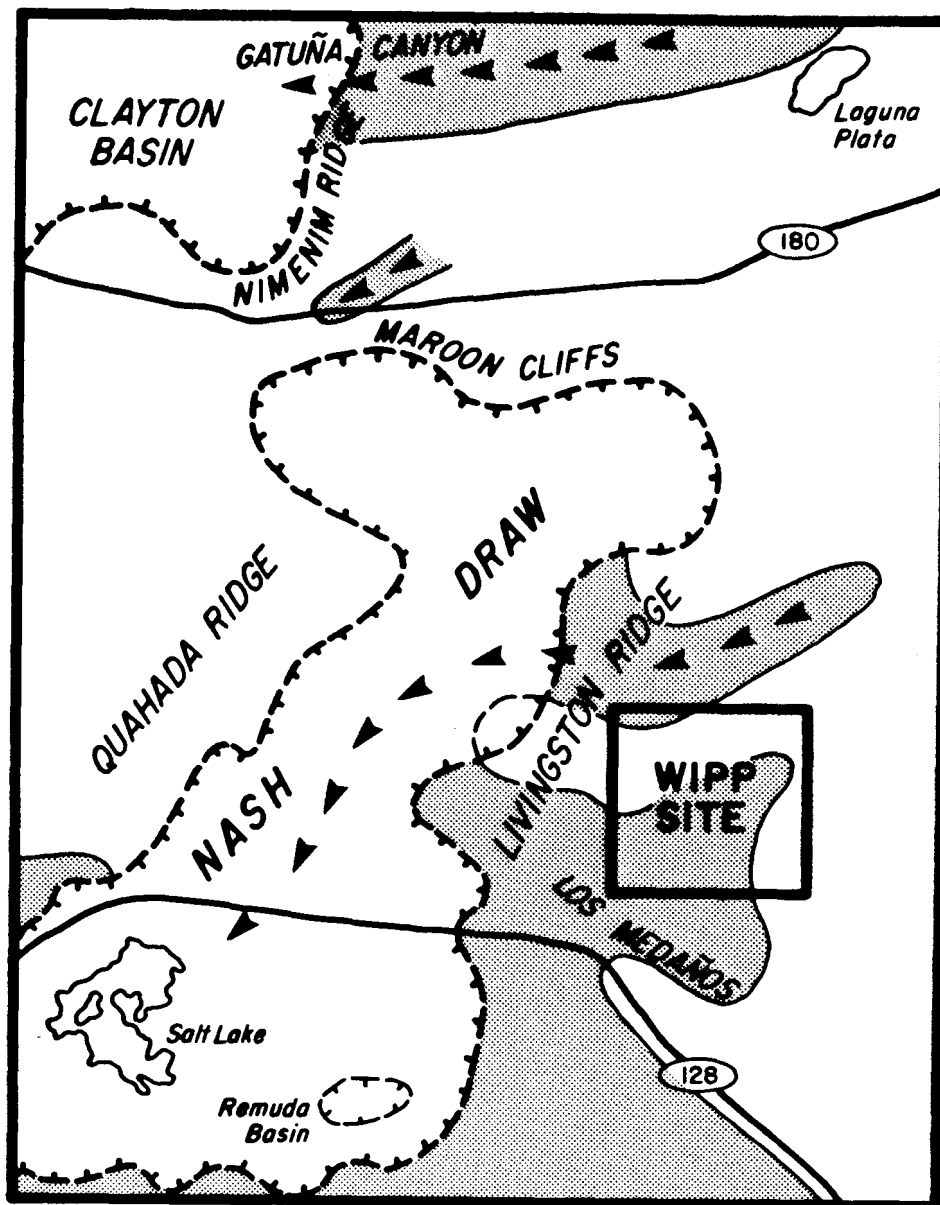 GATUÑA CANYON
CLAYTON
BASIN
Laguna
Plata
NIMENIM RIDGE
180
MAROON CLIFFS
DRAW
QUAHADA RIDGE
LIVINGSTON RIDGE
WIPP
SITE
NASH
LOS MEDAÑOS
Salt Lake
128
Remuda
Basin